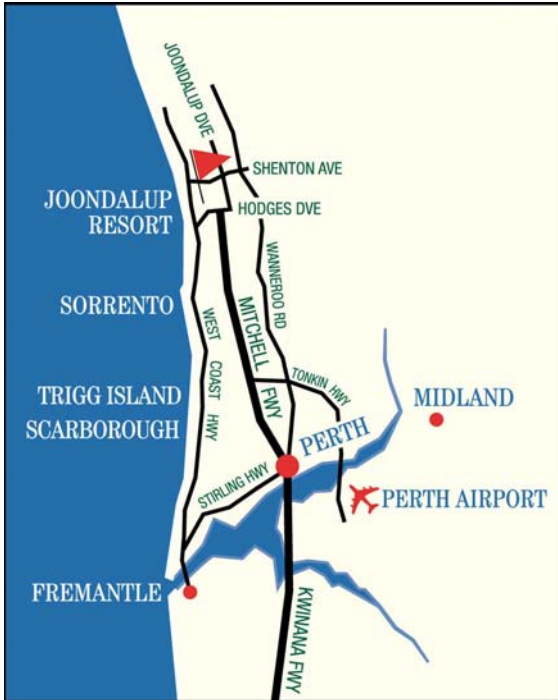 JOONDALUP DVE
SHENTON AVE
JOONDALUP
RESORT
HODGES DVE
WANNEROO RD
SORRENTO
WEST COAST HWY
MITCHELL FWY
TONKIN HWY
TRIGG ISLAND
SCARBOROUGH
MIDLAND
PERTH
STIRLING HWY
PERTH AIRPORT
FREMANTLE
KWINANA FWY